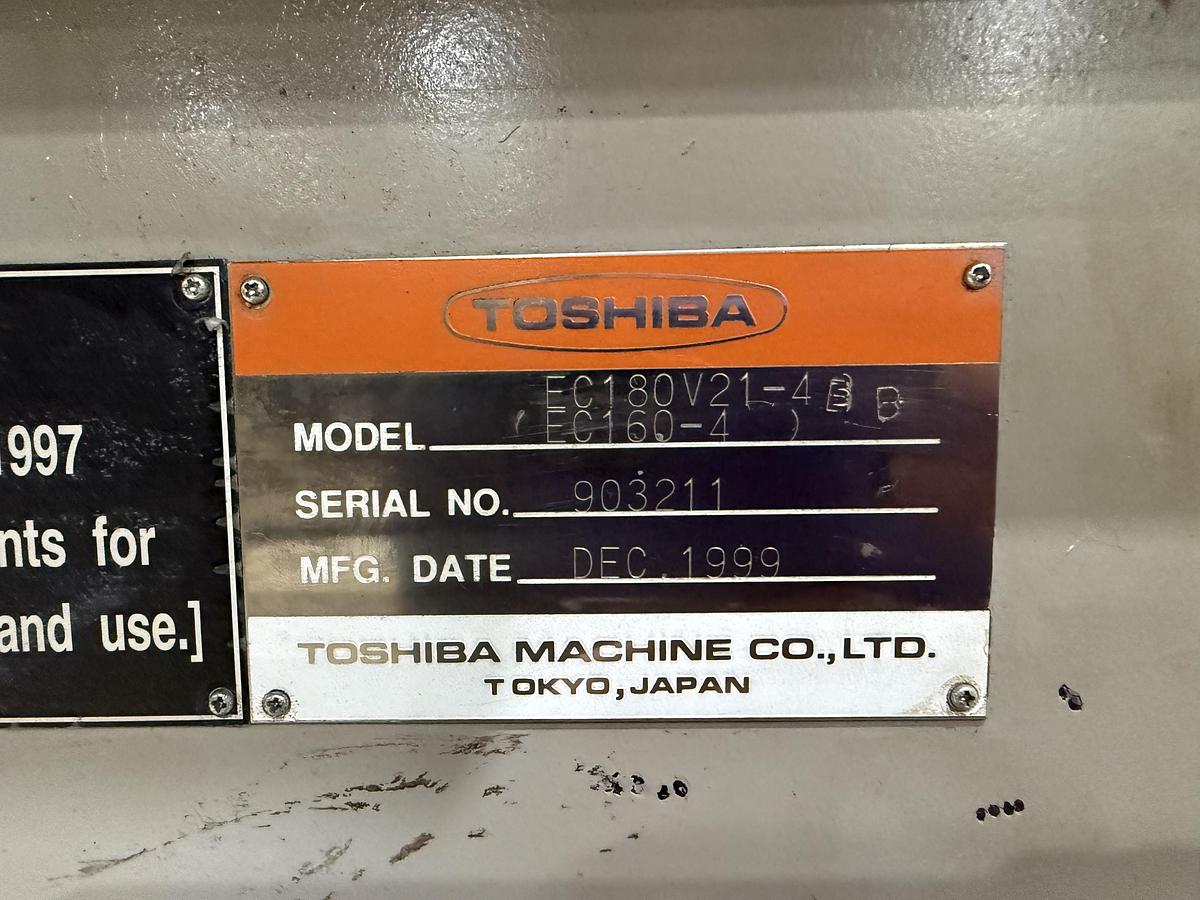 1997
nts for
and use.]
TOSHIBA
EC180V21-4B B
MODEL ( EC160-4 )
SERIAL NO. 903211
MFG. DATE DEC.1999
TOSHIBA MACHINE CO.,LTD.
TOKYO,JAPAN